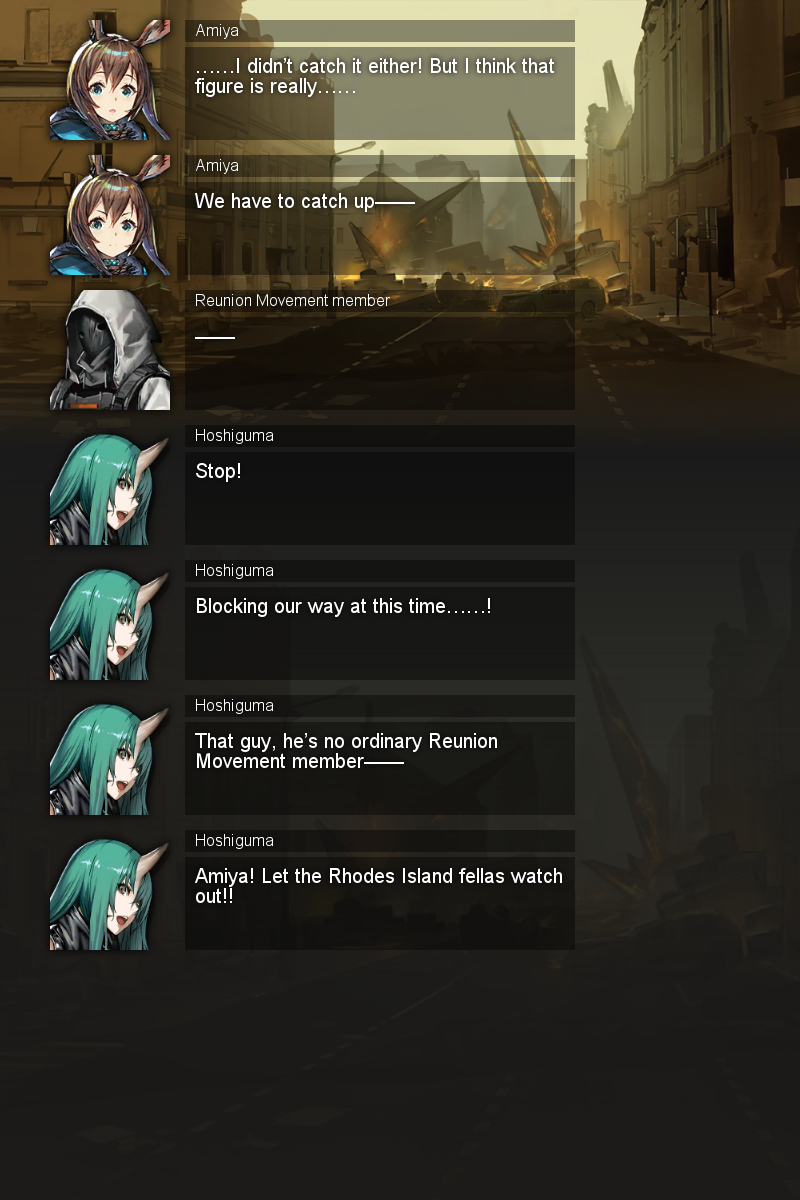 Amiya
……I didn't catch it either! But I think that
figure is really……
Amiya
We have to catch up——
Reunion Movement member
——
Hoshiguma
Stop!
Hoshiguma
Blocking our way at this time……!
Hoshiguma
That guy, he's no ordinary Reunion
Movement member——
Hoshiguma
Amiya! Let the Rhodes Island fellas watch
out!!